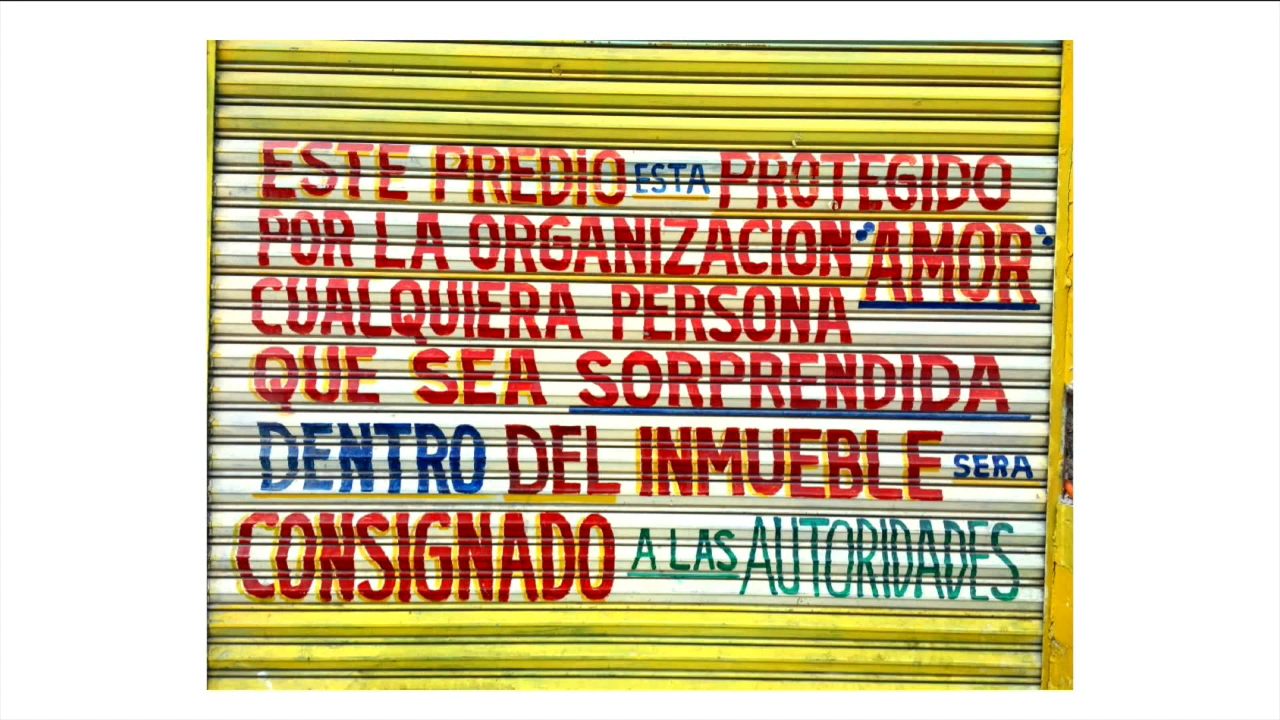 ESTE PREDIO ESTA PROTEGIDO
POR LA ORGANIZACION "AMOR"
CUALQUIERA PERSONA
QUE SEA SORPRENDIDA
DENTRO DEL INMUEBLE SERA
CONSIGNADO A LAS AUTORIDADES